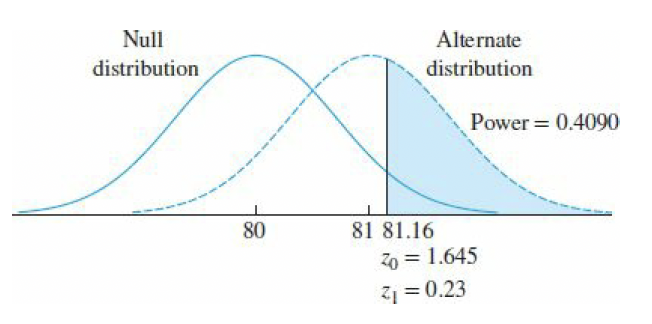 Null
distribution
Alternate
distribution
Power = 0.4090
80
81 81.16
z₀ = 1.645
z₁ = 0.23